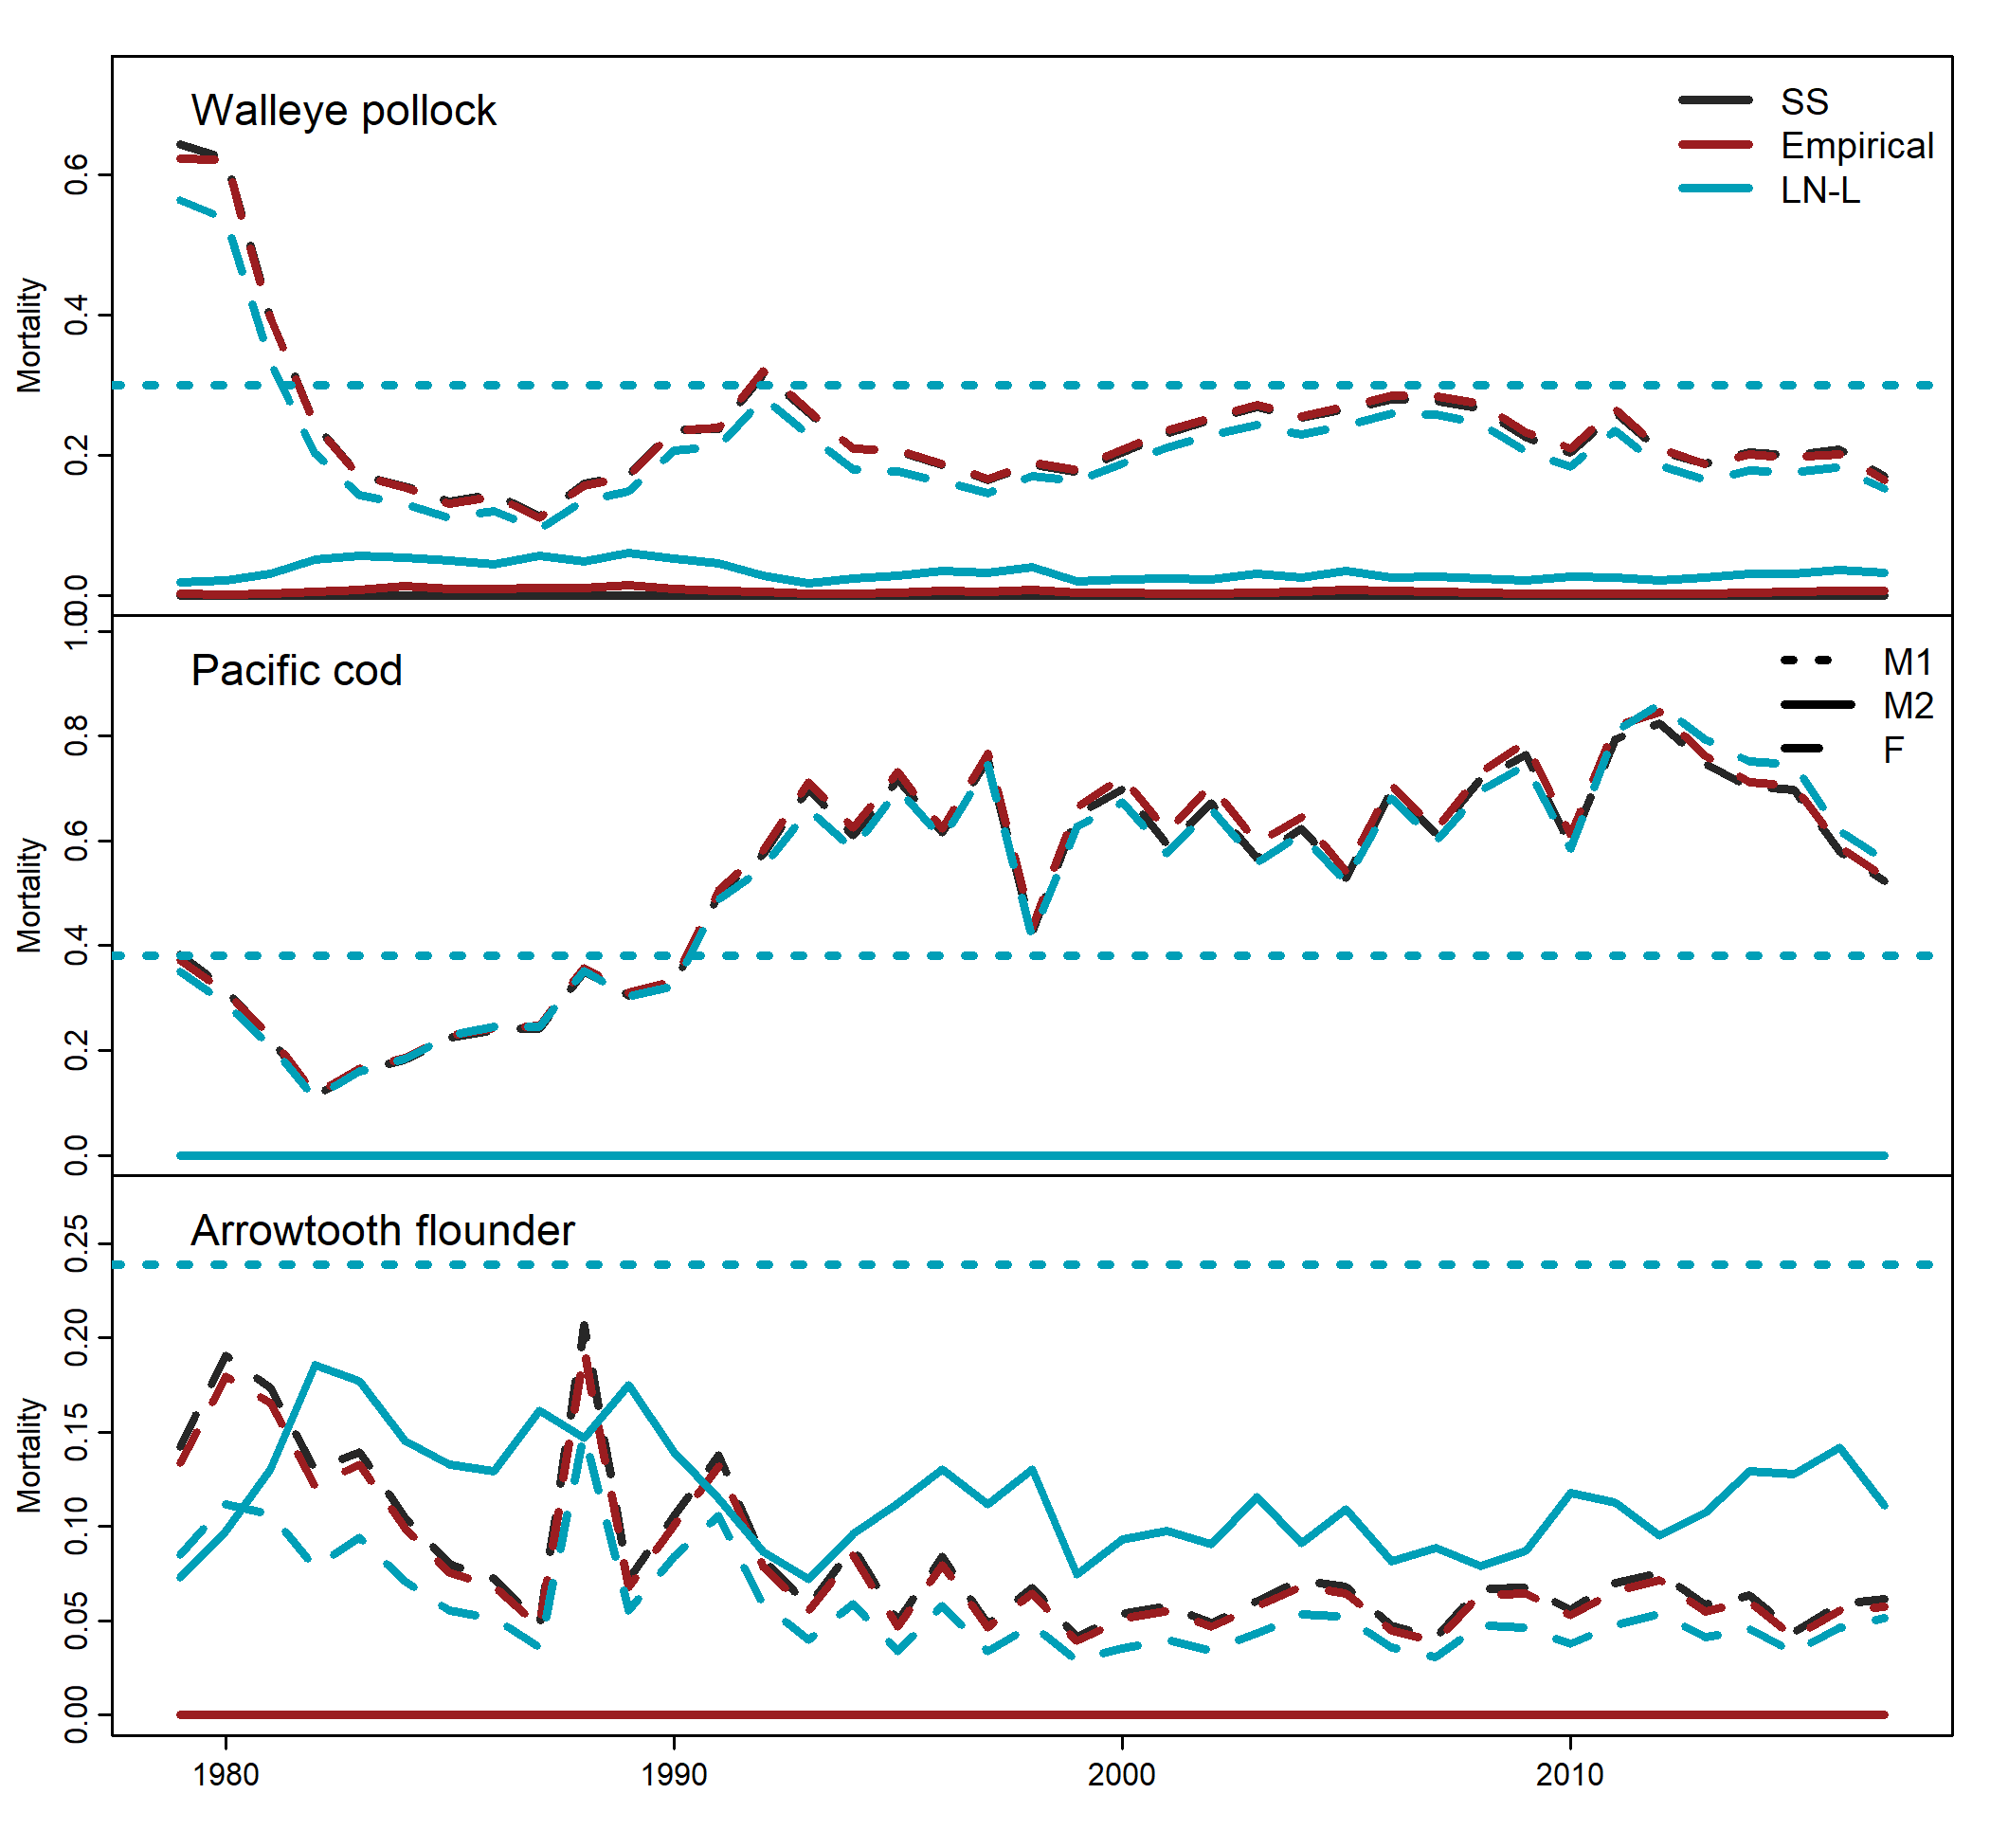 Walleye pollock
SS
Empirical
LN-L
Mortality
0.6
0.4
0.2
0.0
Pacific cod
M1
M2
F
Mortality
1.0
0.8
0.6
0.4
0.2
0.0
Arrowtooth flounder
Mortality
0.25
0.20
0.15
0.10
0.05
0.00
1980
1990
2000
2010